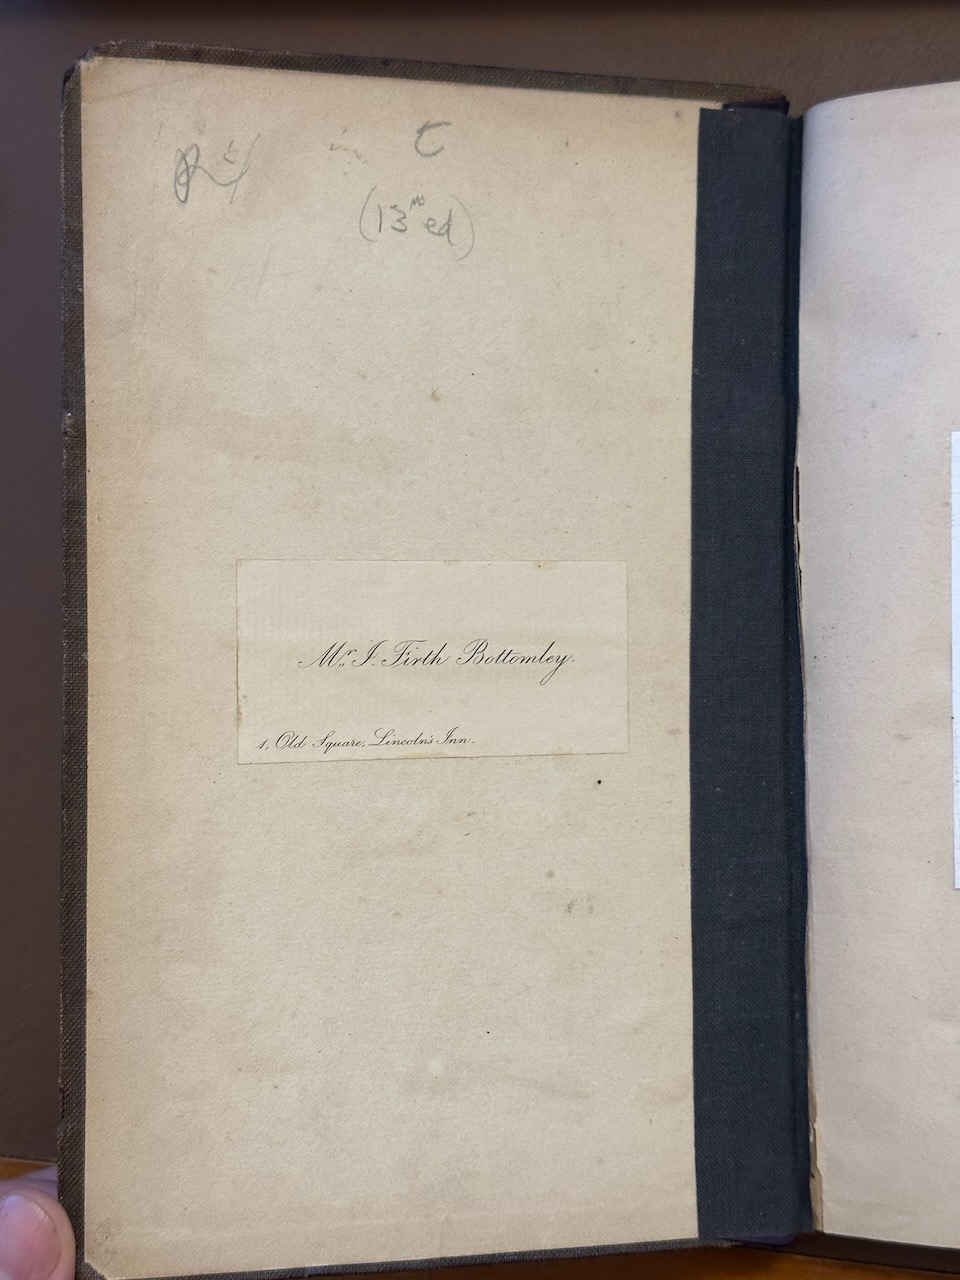 (13th ed)
Mr. J. Firth Bottomley.
1, Old Square, Lincoln's Inn.